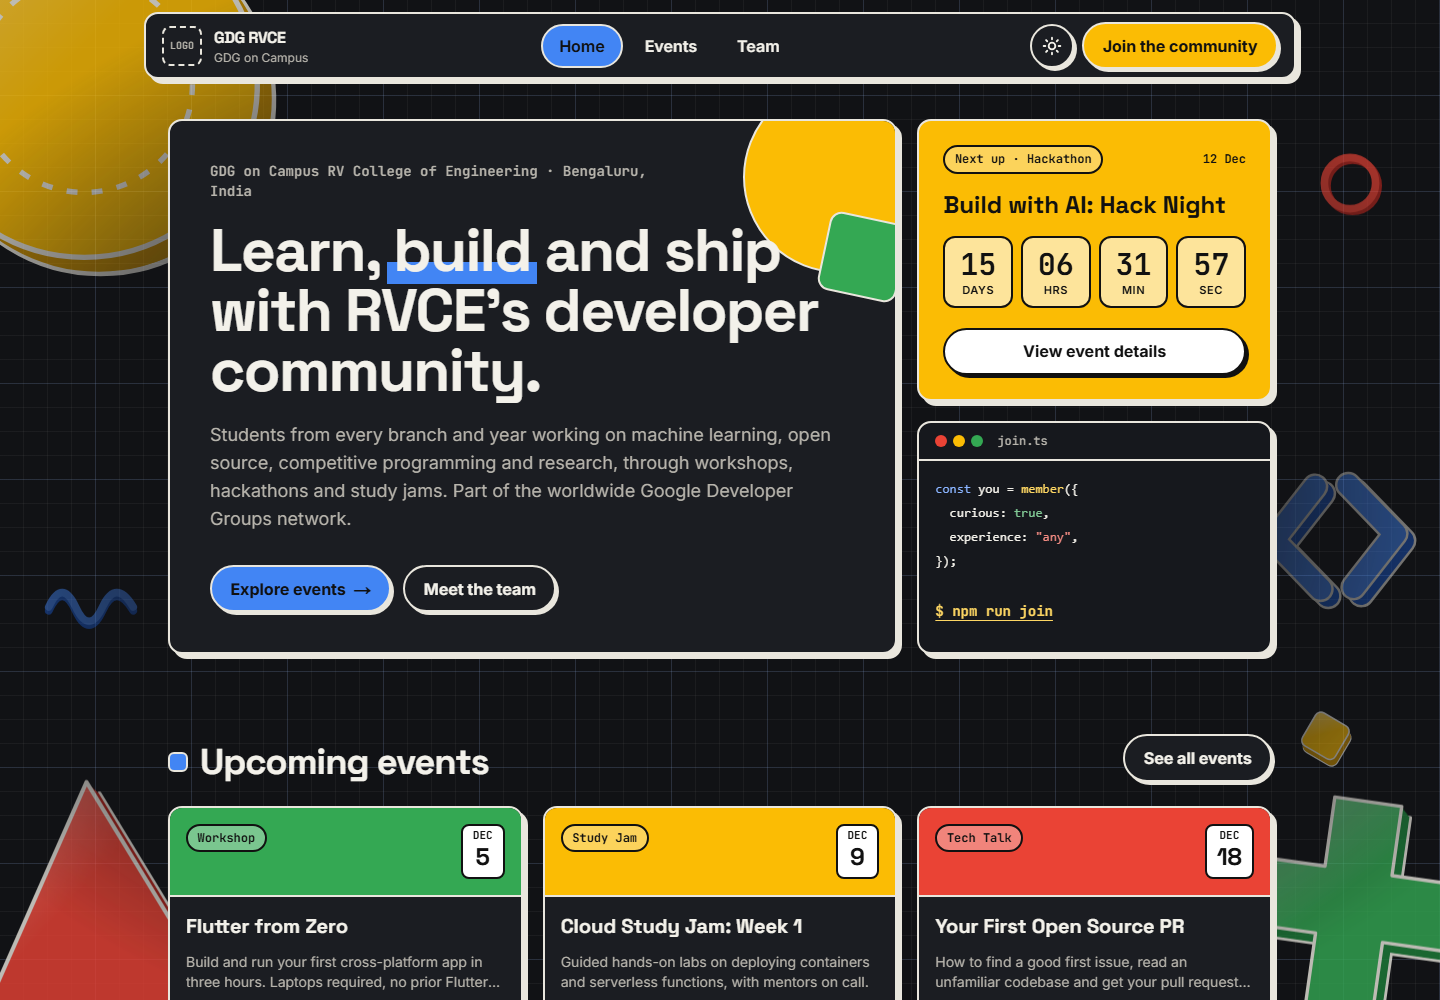 LOGO
GDG RVCE
GDG on Campus
Home
Events
Team
Join the community
GDG on Campus RV College of Engineering · Bengaluru,
India
Learn, build and ship
with RVCE’s developer
community.
Students from every branch and year working on machine learning, open
source, competitive programming and research, through workshops,
hackathons and study jams. Part of the worldwide Google Developer
Groups network.
Explore events →
Meet the team
Next up · Hackathon
12 Dec
Build with AI: Hack Night
15 06 31 57
DAYS HRS MIN SEC
View event details
join.ts
const you = member({
  curious: true,
  experience: "any",
});
$ npm run join
Upcoming events
See all events
Workshop
DEC
5
Flutter from Zero
Build and run your first cross-platform app in
three hours. Laptops required, no prior Flutter...
Study Jam
DEC
9
Cloud Study Jam: Week 1
Guided hands-on labs on deploying containers
and serverless functions, with mentors on call.
Tech Talk
DEC
18
Your First Open Source PR
How to find a good first issue, read an
unfamiliar codebase and get your pull request...